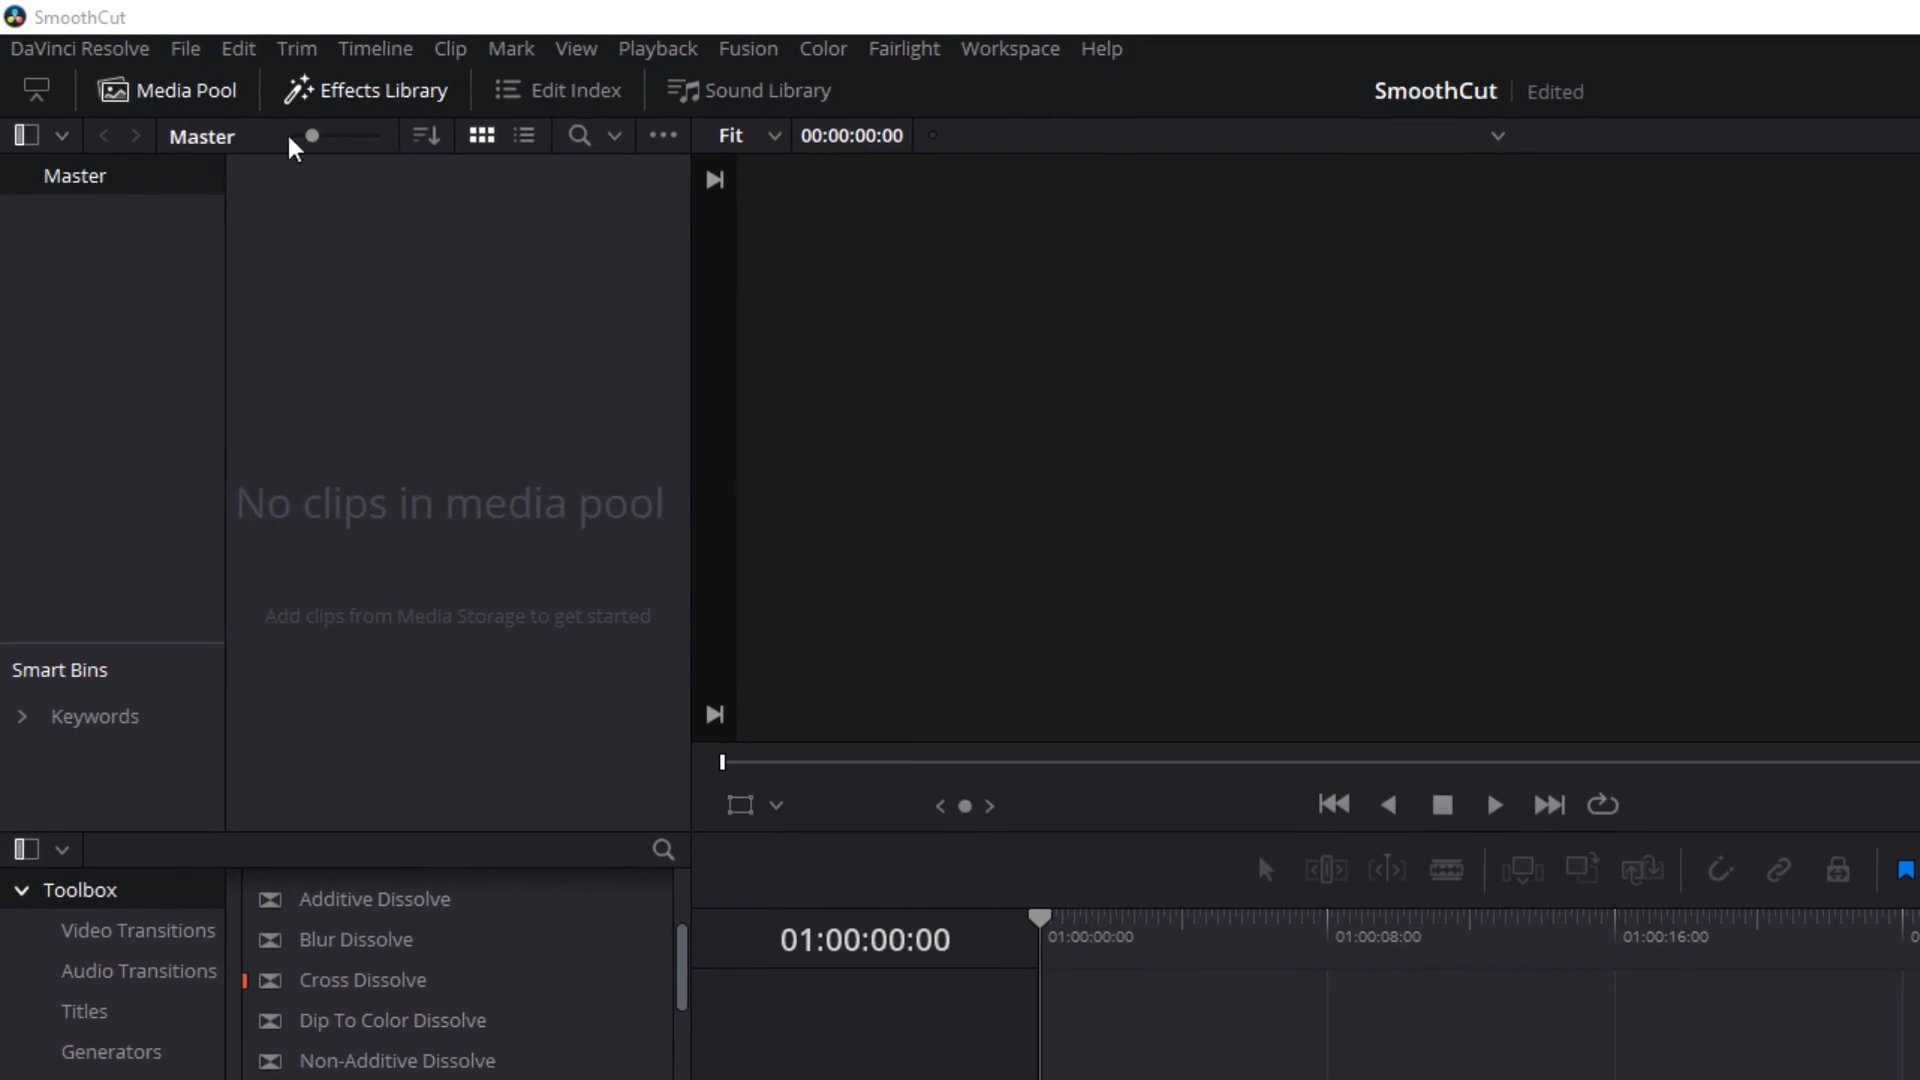 SmoothCut
DaVinci Resolve File Edit Trim Timeline Clip Mark View Playback Fusion Color Fairlight Workspace Help
Media Pool Effects Library Edit Index Sound Library SmoothCut Edited
Master Fit 00:00:00:00
Master
No clips in media pool
Add clips from Media Storage to get started
Smart Bins
Keywords
Toolbox
Video Transitions
Audio Transitions
Titles
Generators
Additive Dissolve
Blur Dissolve
Cross Dissolve
Dip To Color Dissolve
Non-Additive Dissolve
01:00:00:00
01:00:00:00 01:00:08:00 01:00:16:00